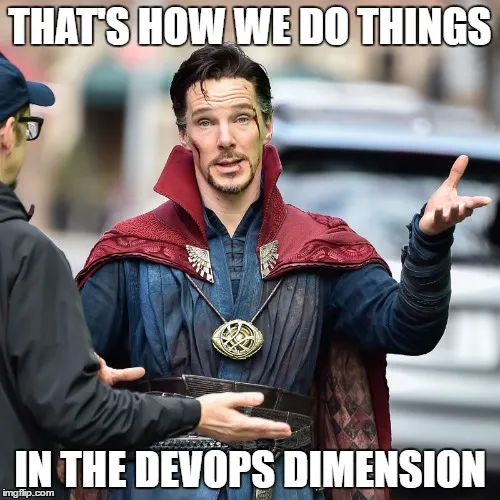 THAT'S HOW WE DO THINGS
IN THE DEVOPS DIMENSION
imgflip.com